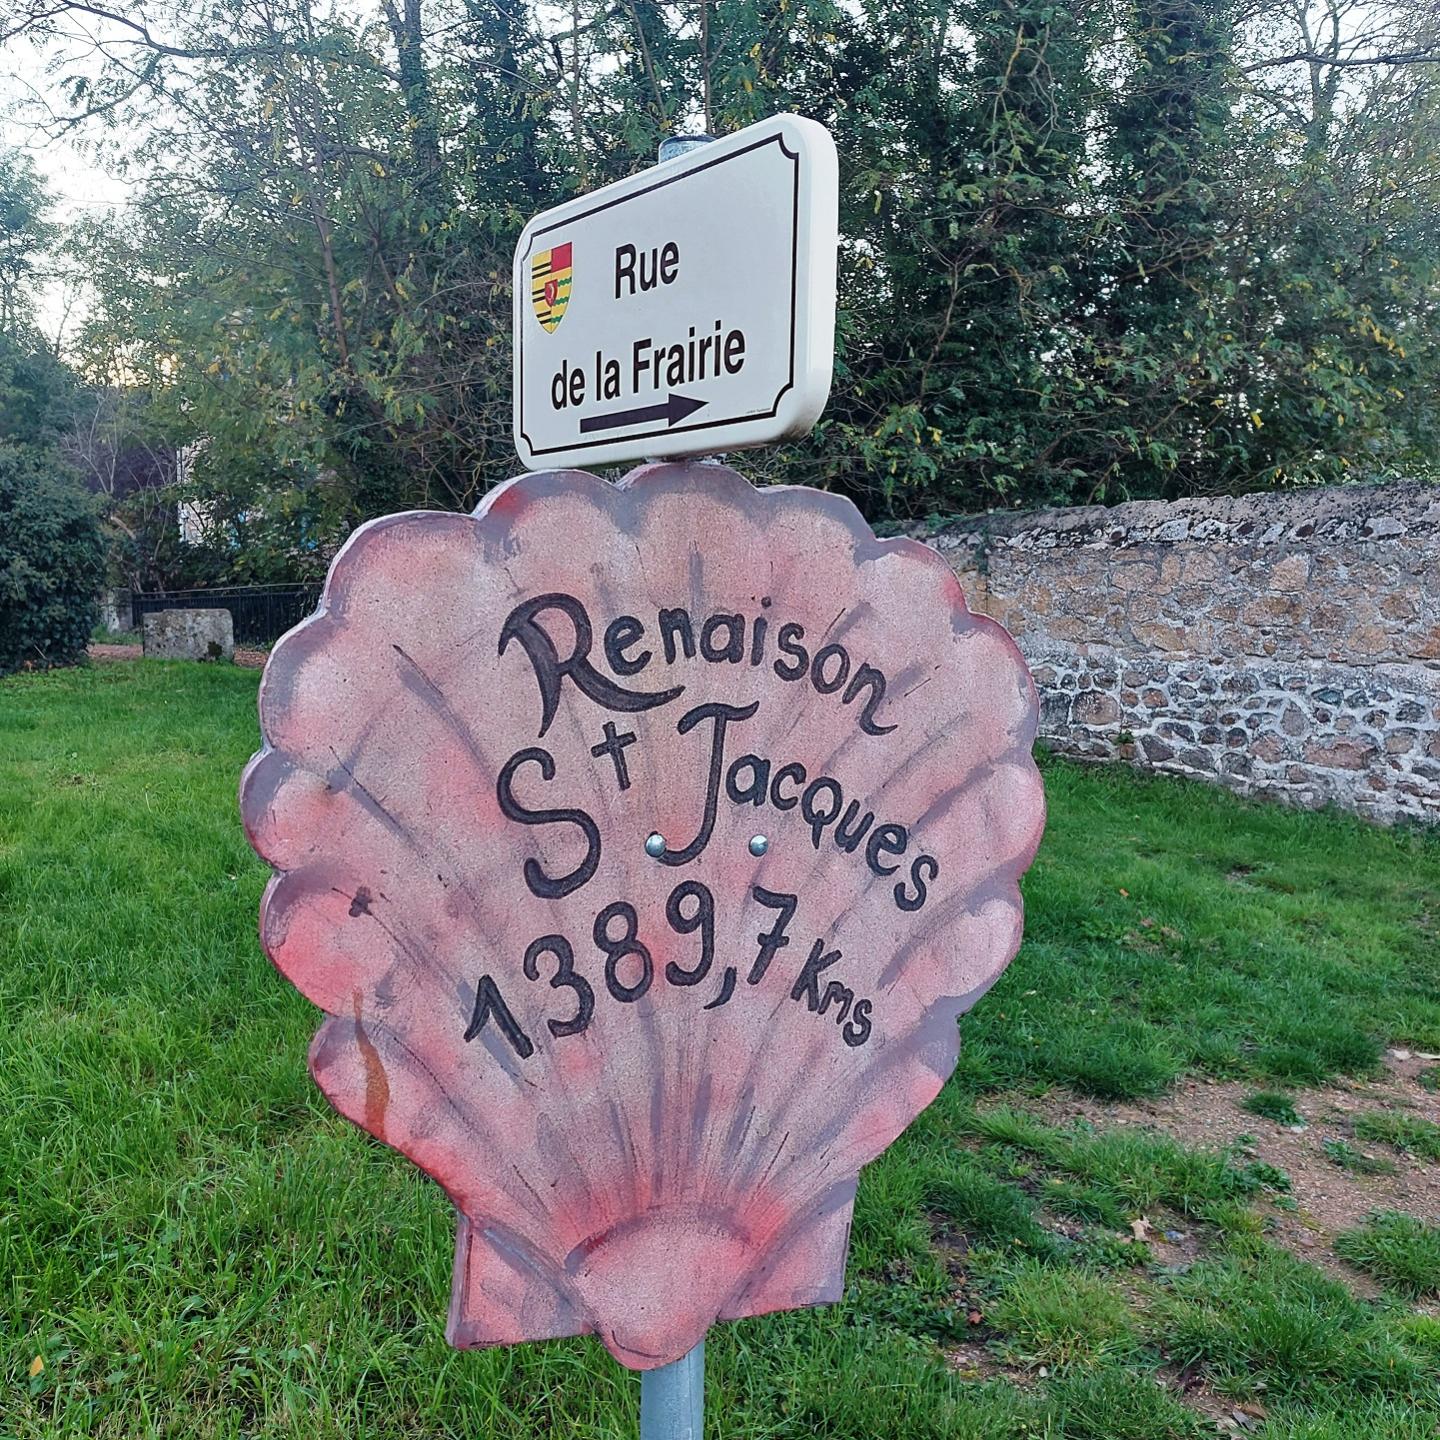 Rue
de la Frairie
Renaison
St Jacques
1389,7 Kms